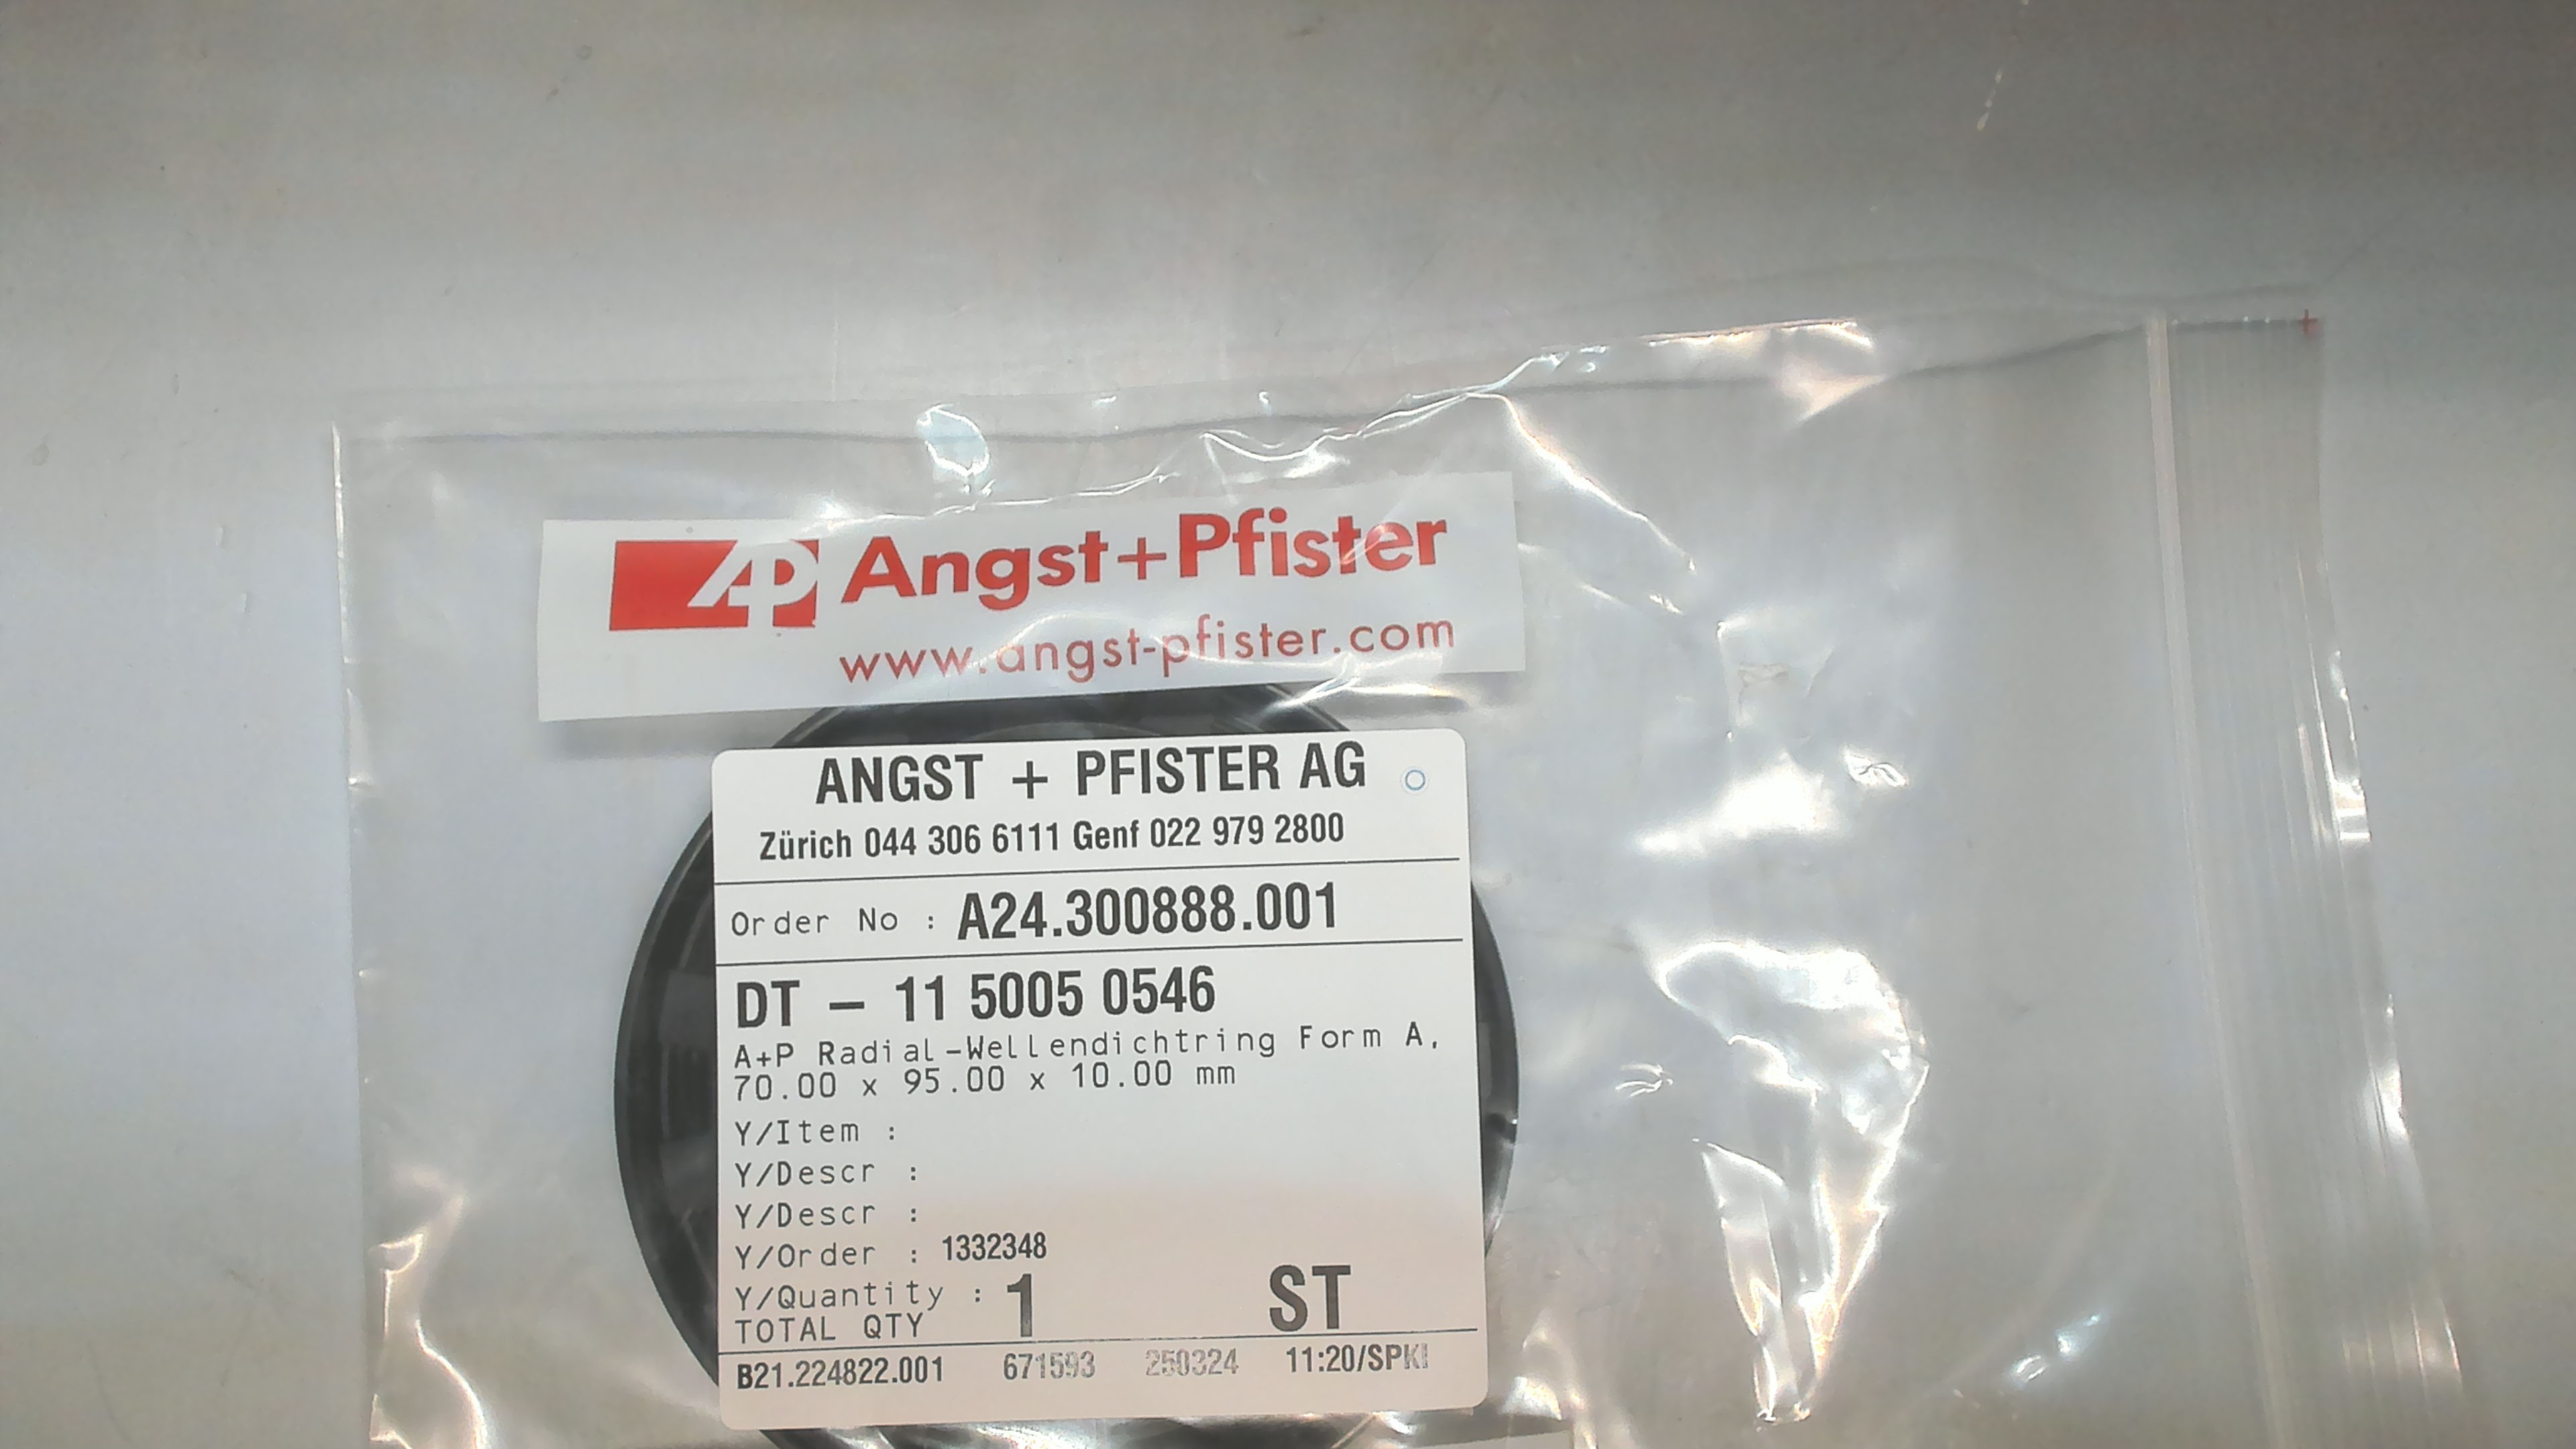 AP Angst+Pfister
www.angst-pfister.com
ANGST + PFISTER AG
Zürich 044 306 6111 Genf 022 979 2800
Order No : A24.300888.001
DT – 11 5005 0546
A+P Radial-Wellendichtring Form A,
70.00 x 95.00 x 10.00 mm
Y/Item :
Y/Descr :
Y/Descr :
Y/Order : 1332348
Y/Quantity : 1 ST
TOTAL QTY
B21.224822.001 671593 250324 11:20/SPKI